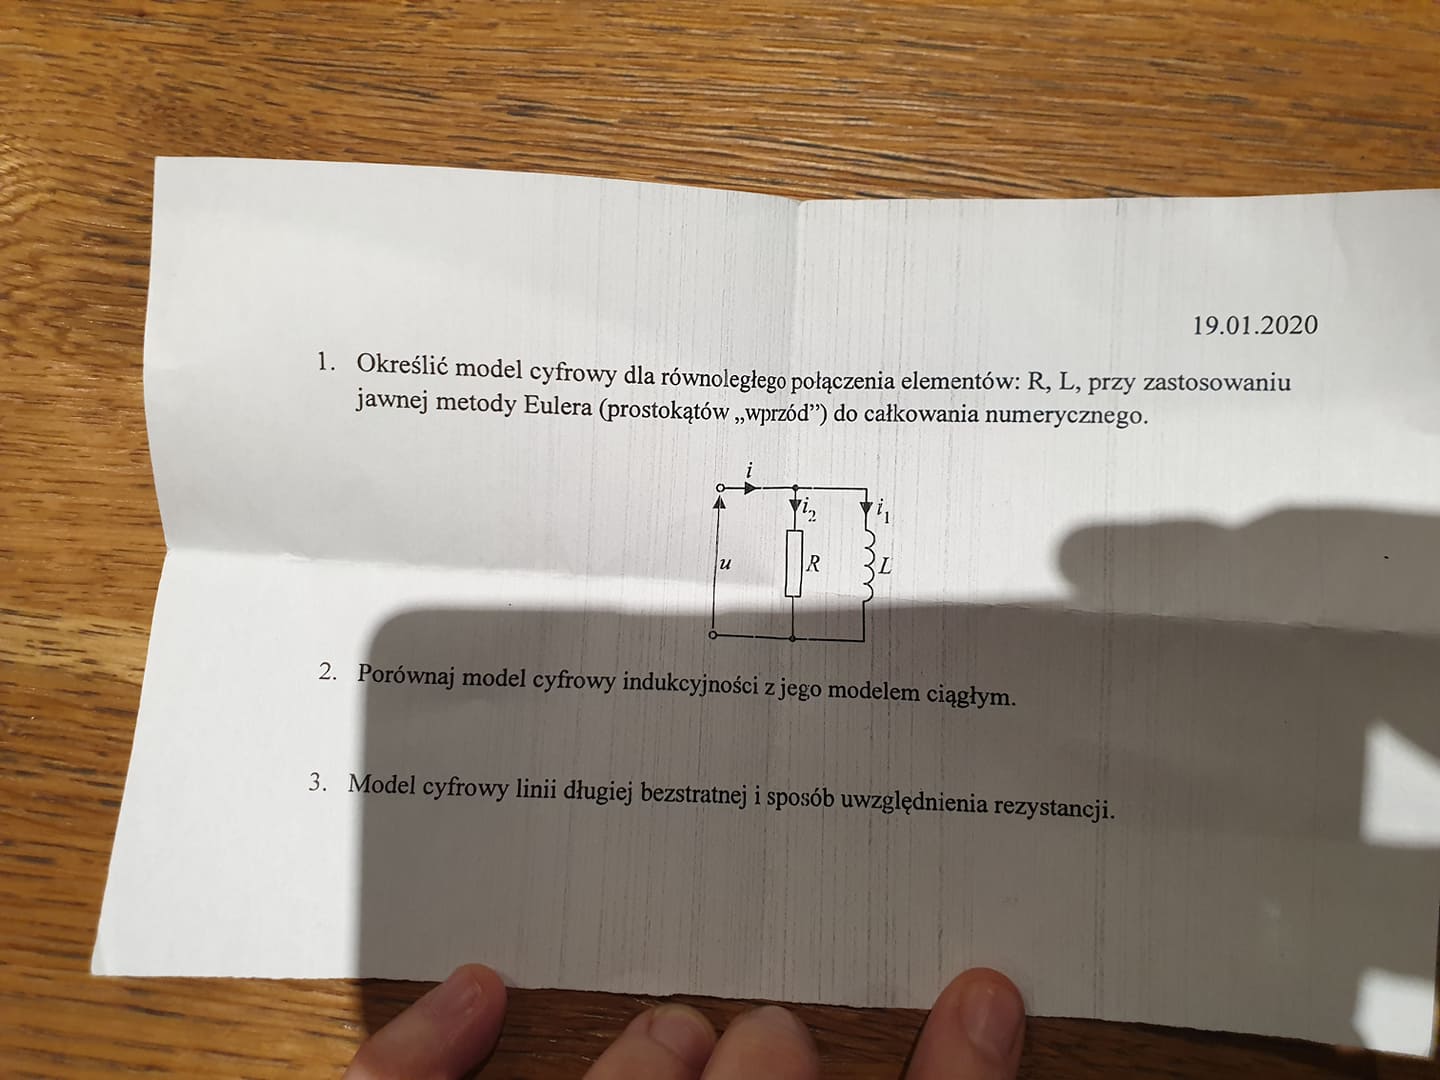 19.01.2020
1. Określić model cyfrowy dla równoległego połączenia elementów: R, L, przy zastosowaniu
jawnej metody Eulera (prostokątów „wprzód”) do całkowania numerycznego.
i
i₂
i₁
u
R
L
2. Porównaj model cyfrowy indukcyjności z jego modelem ciągłym.
3. Model cyfrowy linii długiej bezstratnej i sposób uwzględnienia rezystancji.